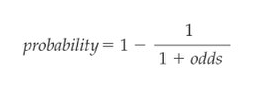 probability = 1 − 1 / (1 + odds)